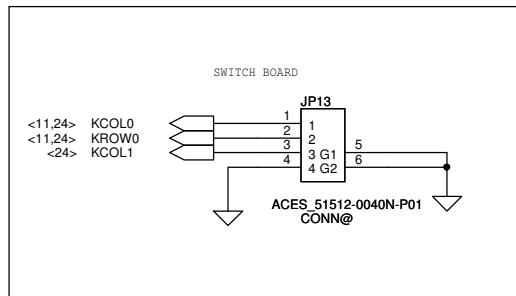 SWITCH BOARD
JP13
<11,24> KCOL0 1 1
<11,24> KROW0 2 2
<24> KCOL1 3 3 G1 5
4 4 G2 6
ACES_51512-0040N-P01
CONN@